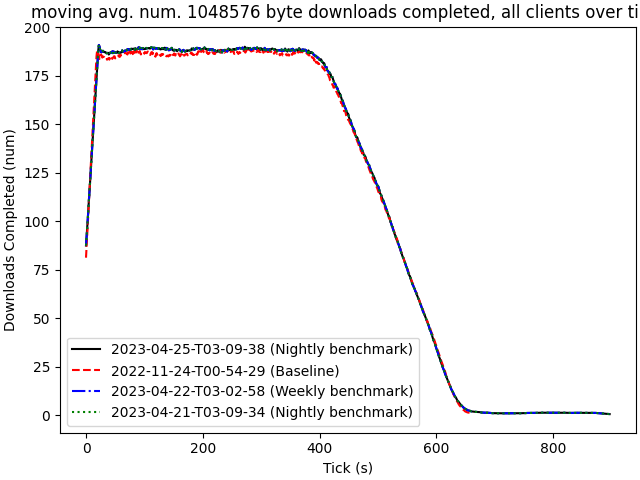 moving avg. num. 1048576 byte downloads completed, all clients over ti
200
175
150
125
100
75
50
25
0
Downloads Completed (num)
2023-04-25-T03-09-38 (Nightly benchmark)
2022-11-24-T00-54-29 (Baseline)
2023-04-22-T03-02-58 (Weekly benchmark)
2023-04-21-T03-09-34 (Nightly benchmark)
0 200 400 600 800
Tick (s)